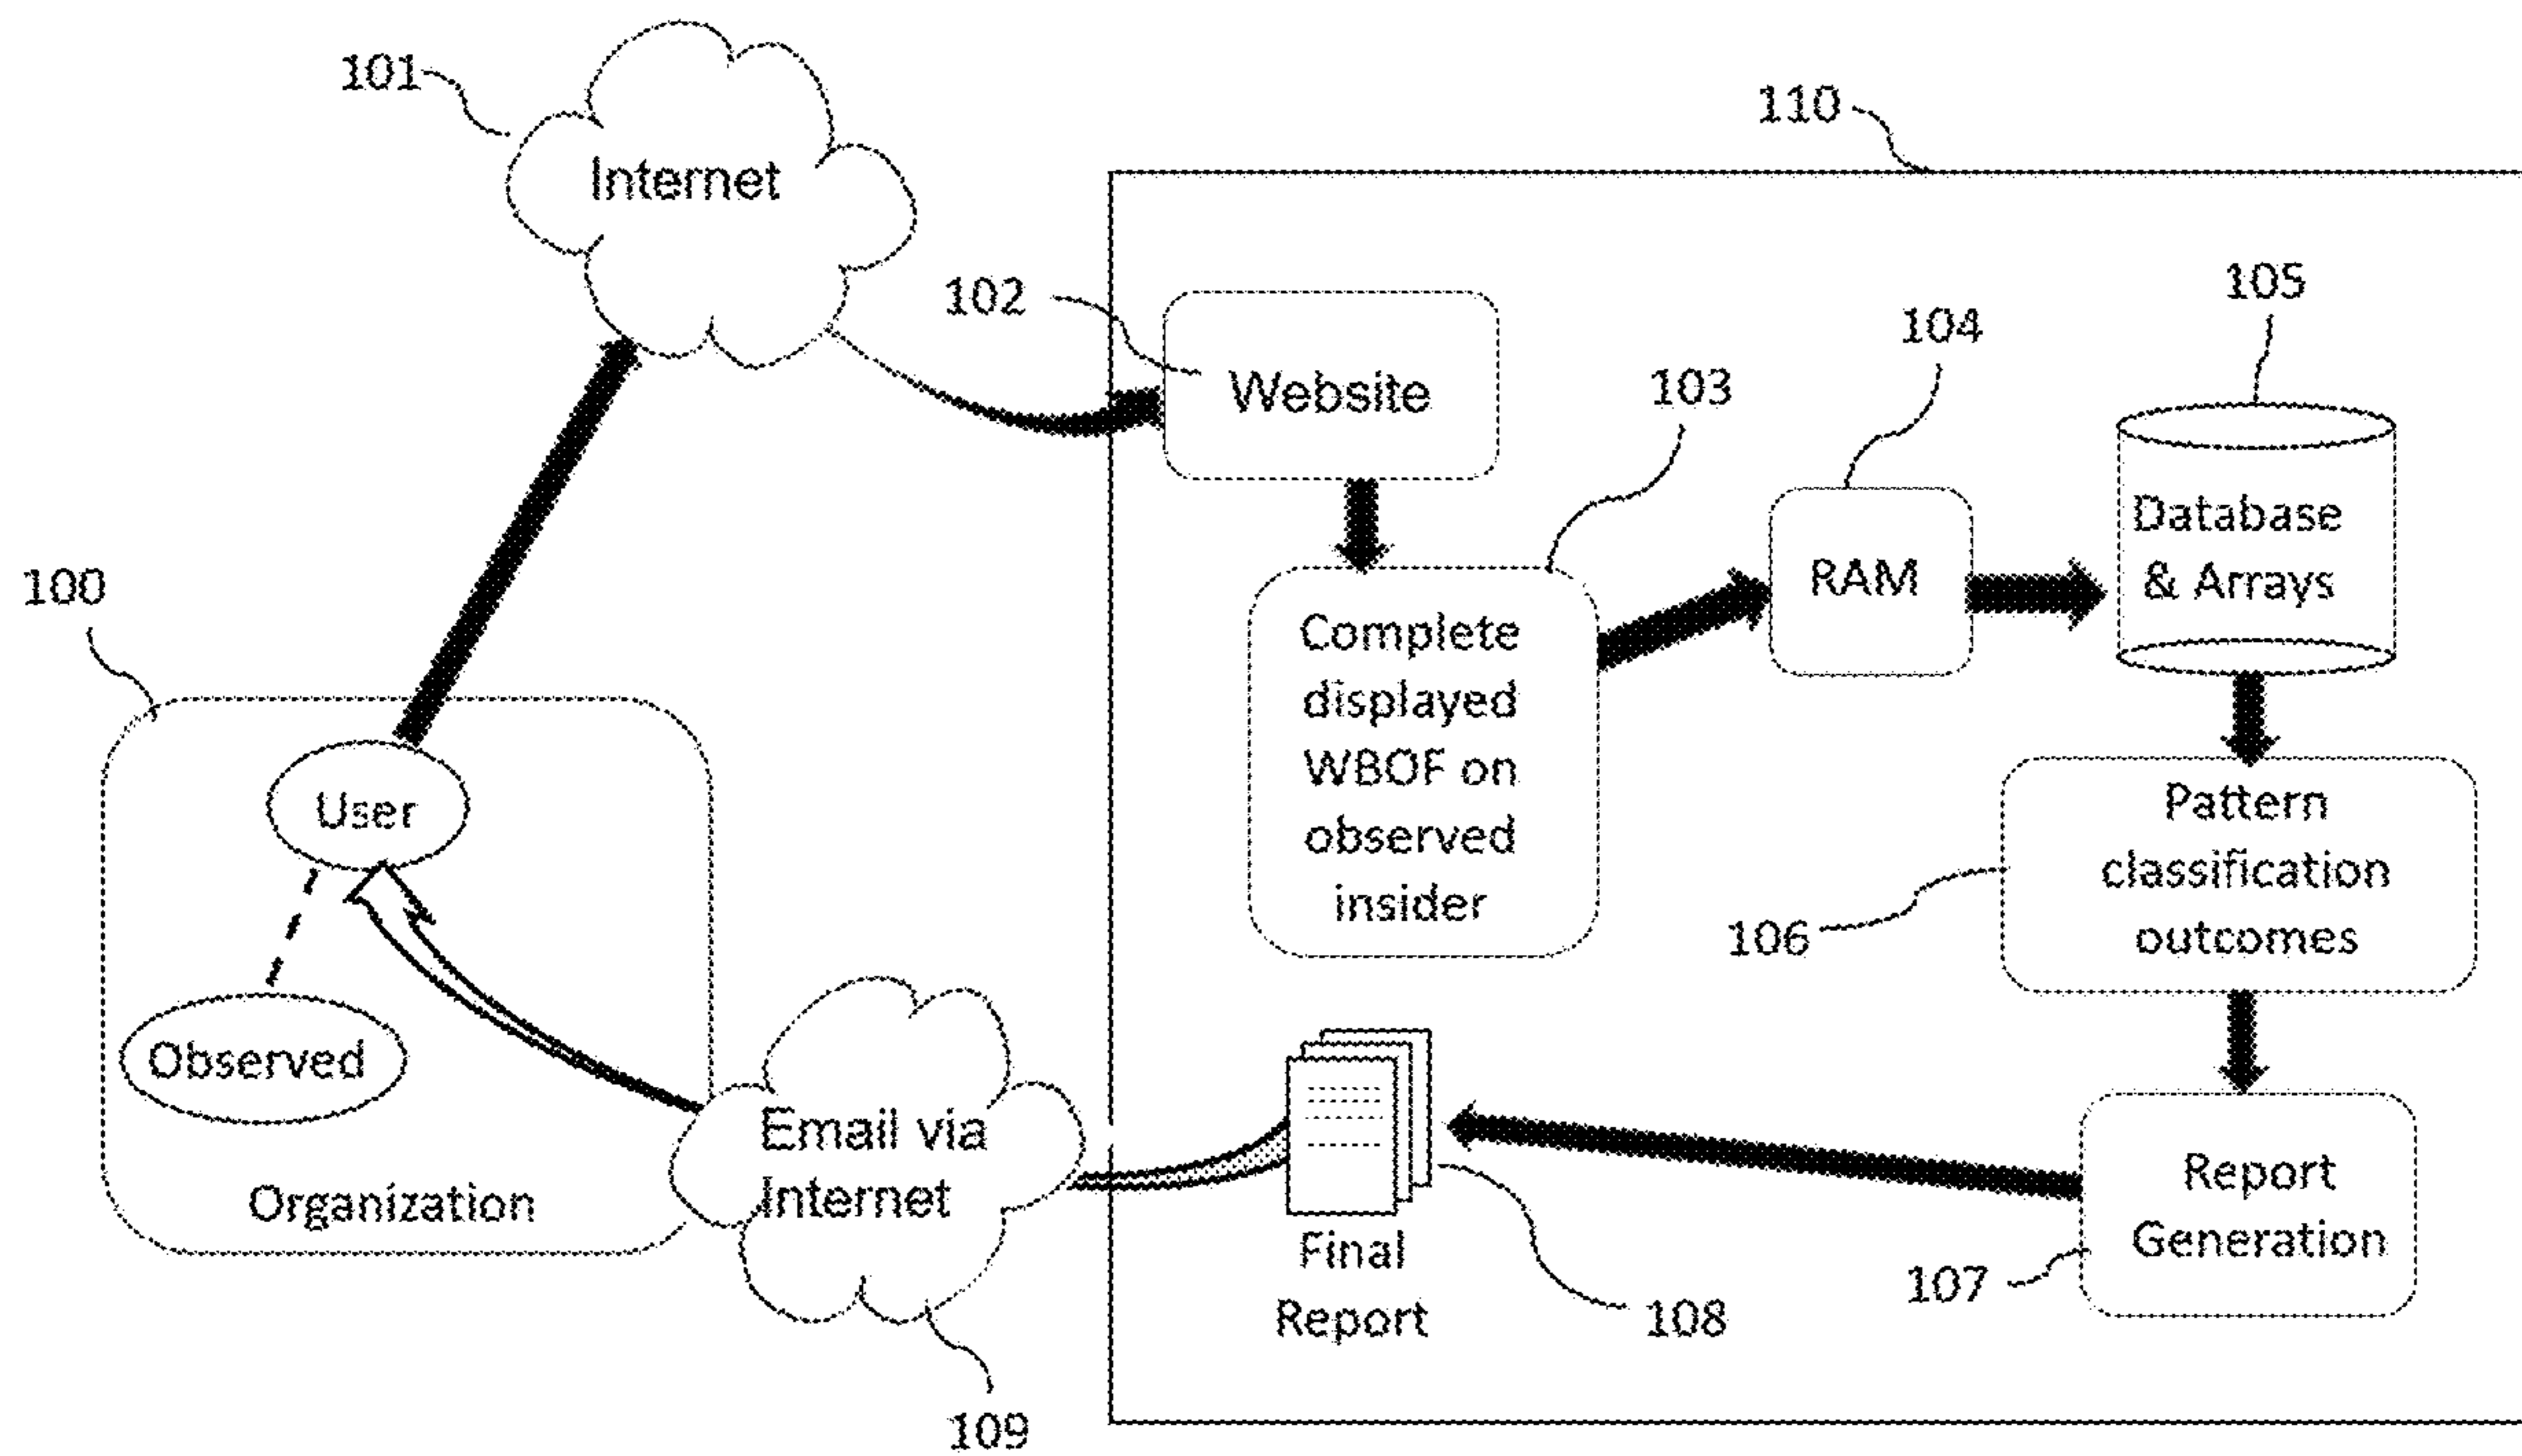 101
Internet
110
102
Website
103
104
105
RAM
Database
& Arrays
Complete
displayed
WBOF on
observed
insider
100
User
Observed
Organization
Pattern
classification
outcomes
106
Email via
Internet
109
Final
Report
108
Report
Generation
107